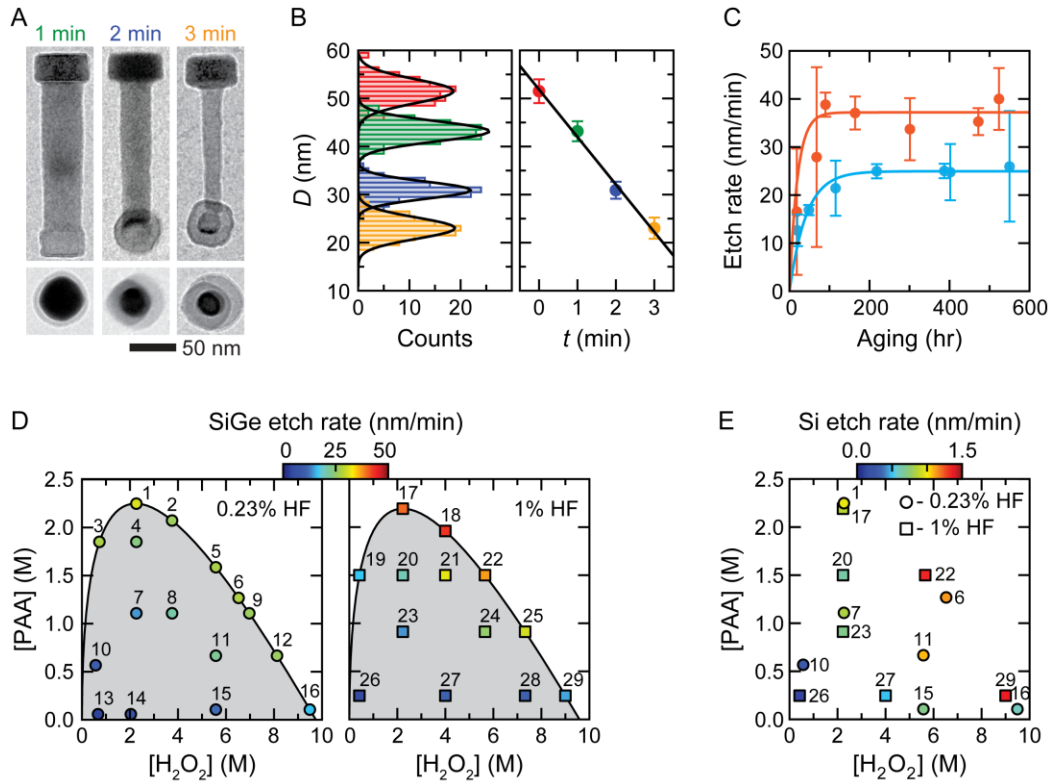 A
1 min 2 min 3 min
50 nm
B
D (nm)
60
50
40
30
20
10
0 10 20
Counts
0 1 2 3
t (min)
C
Etch rate (nm/min)
50
40
30
20
10
0
0 200 400 600
Aging (hr)
D
SiGe etch rate (nm/min)
0 25 50
[PAA] (M)
2.5
2.0
1.5
1.0
0.5
0.0
0.23% HF
1
2
3 4
5
6
7 8 9
10
11 12
13 14 15 16
0 2 4 6 8 10
[H2O2] (M)
1% HF
17
18
19 20 21 22
23 24 25
26 27 28 29
0 2 4 6 8 10
[H2O2] (M)
E
Si etch rate (nm/min)
0.0 1.5
[PAA] (M)
2.5
2.0
1.5
1.0
0.5
0.0
- 0.23% HF
- 1% HF
1
17
20 22
6
7
23
11
10
26 27 29
15 16
0 2 4 6 8 10
[H2O2] (M)